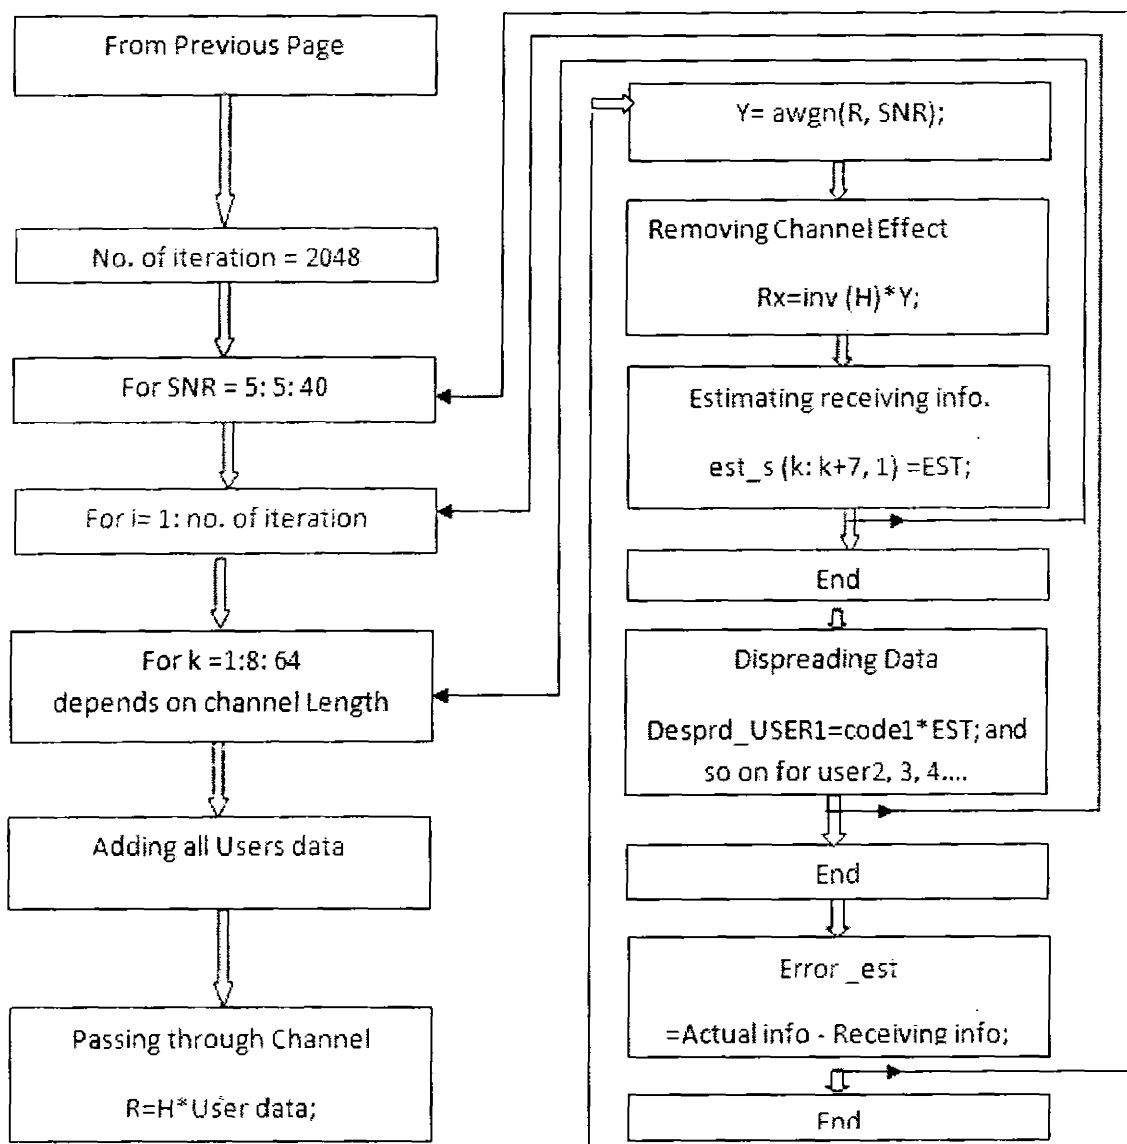 From Previous Page
No. of iteration = 2048
For SNR = 5: 5: 40
For i= 1: no. of iteration
For k =1:8: 64
depends on channel Length
Adding all Users data
Passing through Channel
R=H*User data;
Y= awgn(R, SNR);
Removing Channel Effect
Rx=inv (H)*Y;
Estimating receiving info.
est_s (k: k+7, 1) =EST;
End
Dispreading Data
Desprd_USER1=code1*EST; and
so on for user2, 3, 4....
End
Error _est
=Actual info - Receiving info;
End